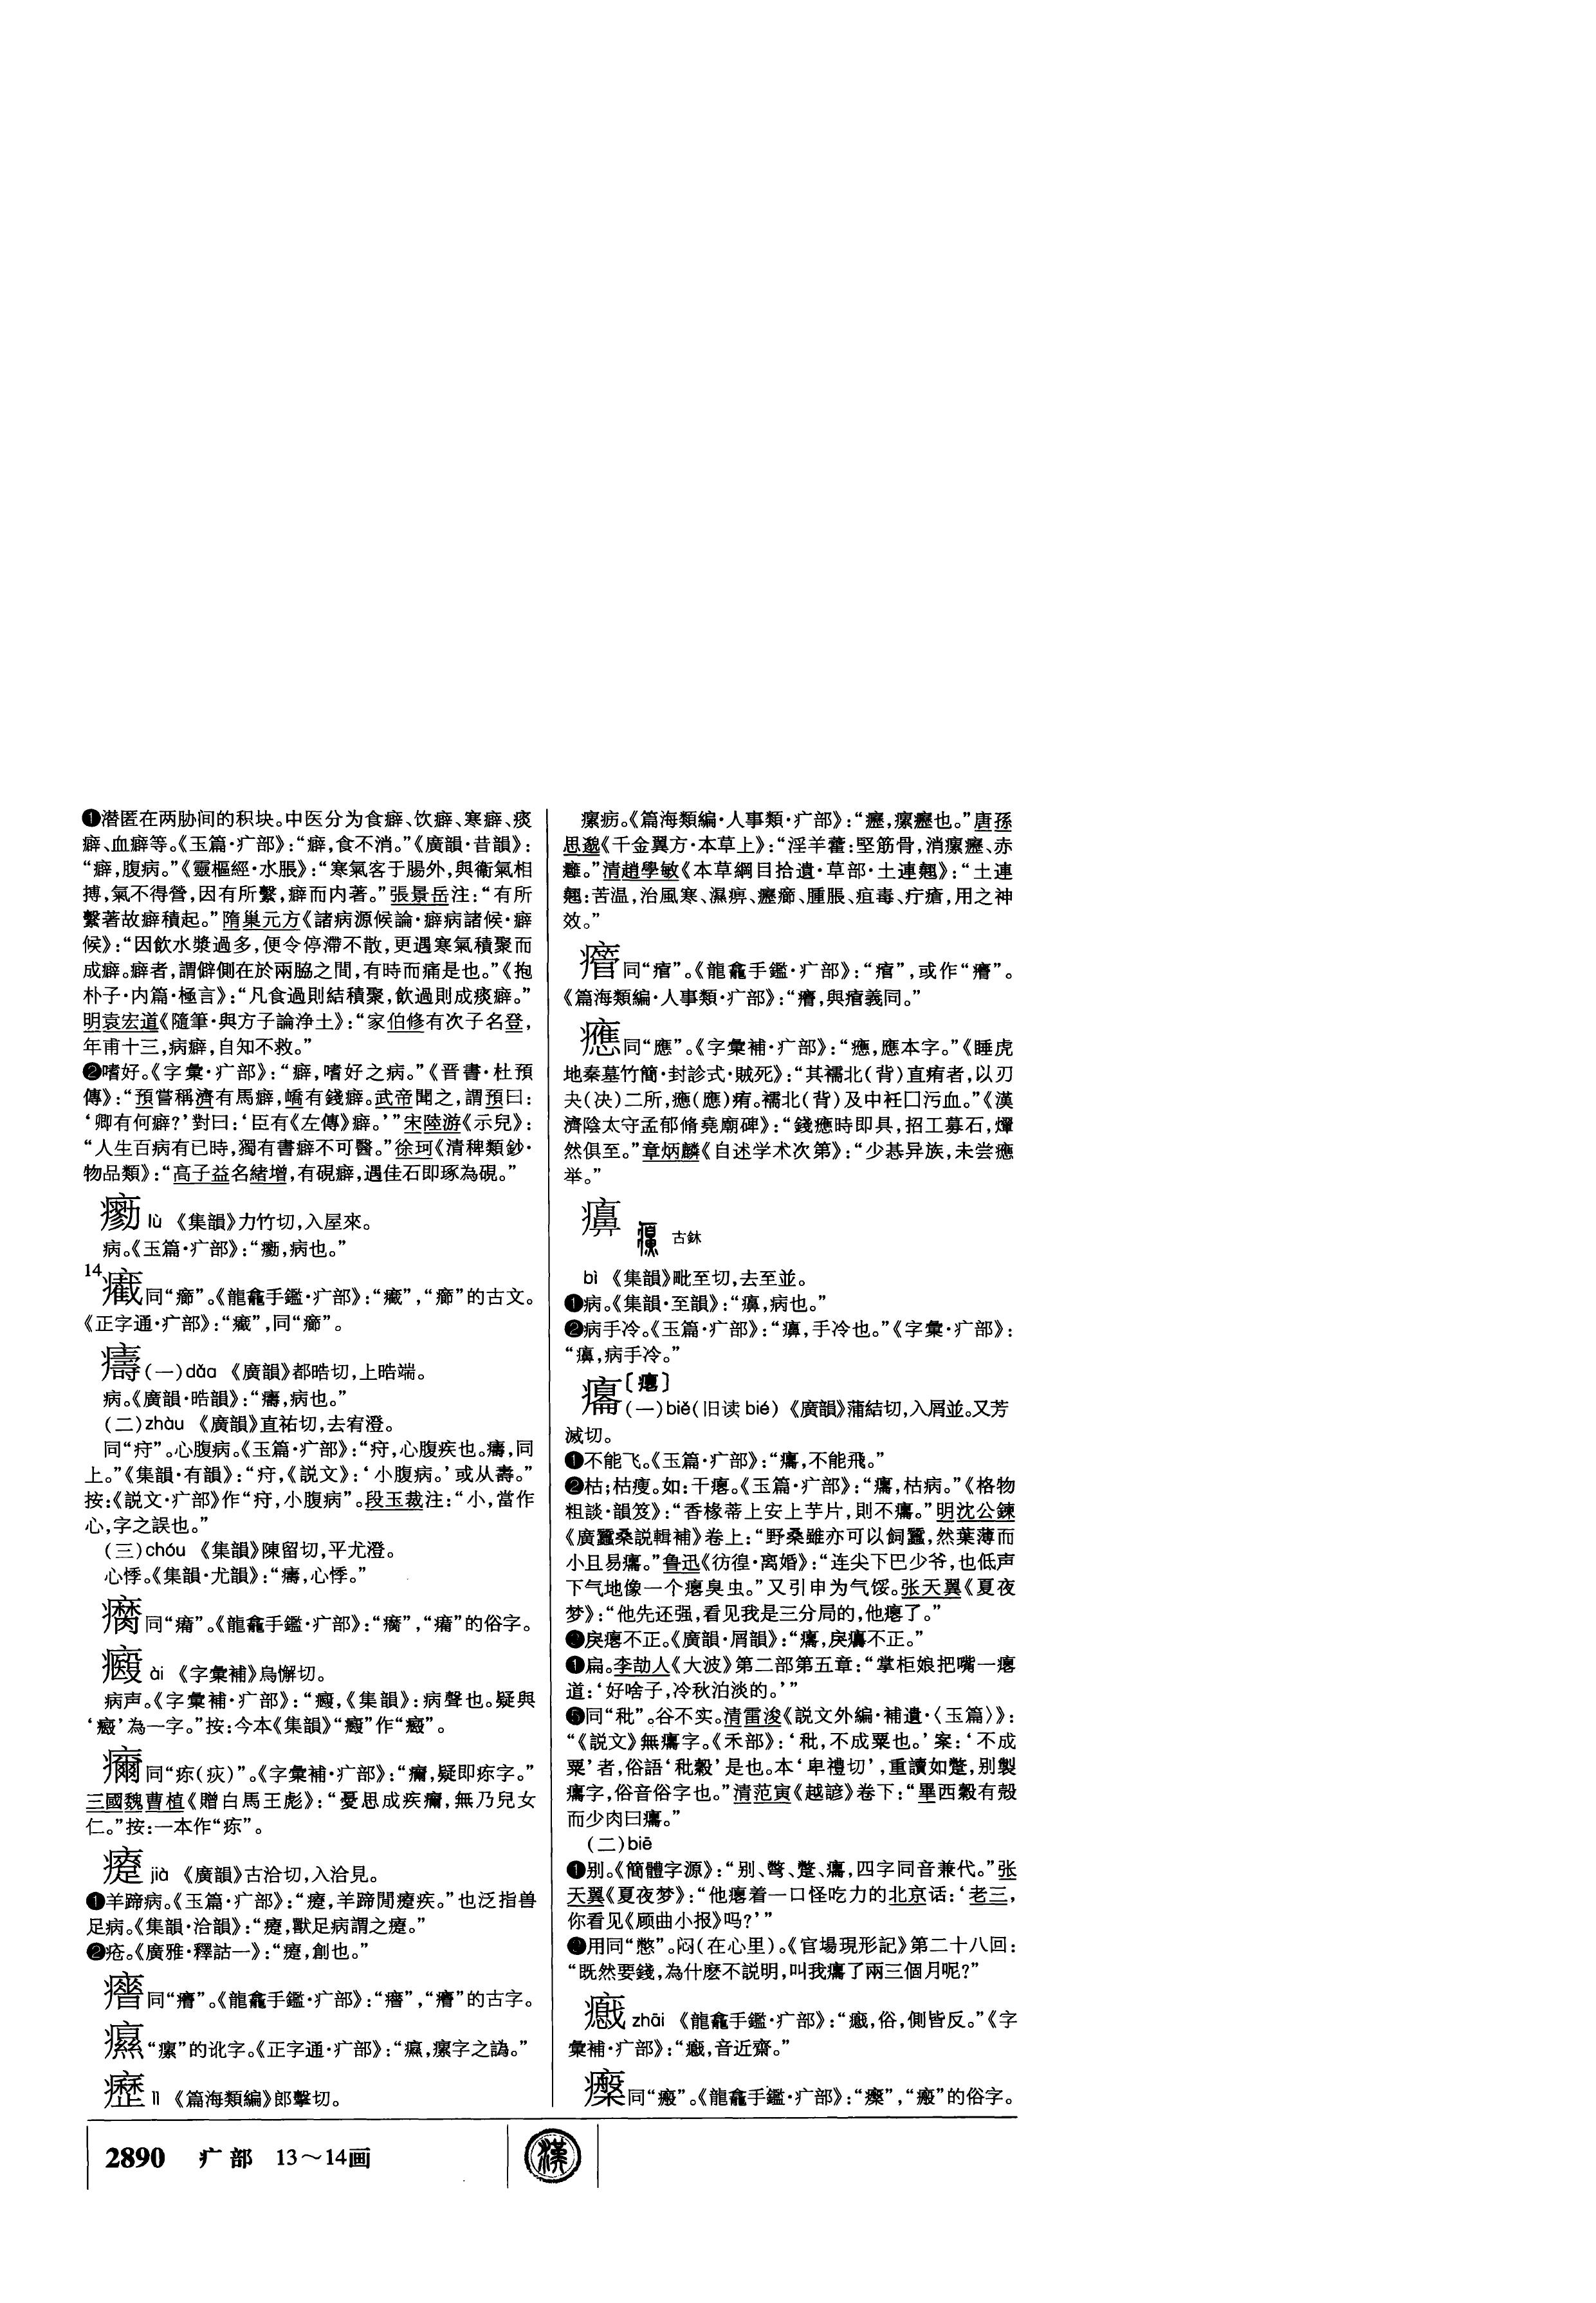 ❶潜匿在两胁间的积块。中医分为食癖、饮癖、寒癖、痰
癖、血癖等。《玉篇·疒部》：“癖，食不消。”《廣韻·昔韻》：
“癖，腹病。”《靈樞經·水脹》：“寒氣客于腸外，與衞氣相
搏，氣不得營，因有所繫，癖而内著。”張景岳注：“有所
繫著故癖積起。”隋巢元方《諸病源候論·癖病諸候·癖
候》：“因飲水漿過多，便令停滯不散，更遇寒氣積聚而
成癖。癖者，謂僻側在於兩脇之間，有時而痛是也。”《抱
朴子·内篇·極言》：“凡食過則結積聚，飲過則成痰癖。”
明袁宏道《隨筆·與方子論浄土》：“家伯修有次子名登，
年甫十三，病癖，自知不救。”
❷嗜好。《字彙·疒部》：“癖，嗜好之病。”《晋書·杜預
傳》：“預嘗稱濟有馬癖，嶠有錢癖。武帝聞之，謂預曰：
‘卿有何癖？’對曰：‘臣有《左傳》癖。’”宋陸游《示兒》：
“人生百病有已時，獨有書癖不可醫。”徐珂《清稗類鈔·
物品類》：“高子益名緒增，有硯癖，遇佳石即琢為硯。”
lù 《集韻》力竹切，入屋來。
病。《玉篇·疒部》：“，病也。”
14
同“癤”。《龍龕手鑑·疒部》：“”，“癤”的古文。
《正字通·疒部》：“”，同“癤”。
(一)dǎo 《廣韻》都晧切，上晧端。
病。《廣韻·晧韻》：“，病也。”
(二)zhòu 《廣韻》直祐切，去宥澄。
同“疛”。心腹病。《玉篇·疒部》：“疛，心腹疾也。，同
上。”《集韻·有韻》：“疛，《説文》：‘小腹病。’或从壽。”
按：《説文·疒部》作“疛，小腹病”。段玉裁注：“小，當作
心，字之誤也。”
(三)chóu 《集韻》陳留切，平尤澄。
心悸。《集韻·尤韻》：“，心悸。”
同“”。《龍龕手鑑·疒部》：“”，“”的俗字。
ài 《字彙補》烏懈切。
病声。《字彙補·疒部》：“，《集韻》：病聲也。疑與
‘’為一字。”按：今本《集韻》“”作“”。
同“疢(疢)”。《字彙補·疒部》：“，疑即疢字。”
三國魏曹植《贈白馬王彪》：“憂思成疾，無乃兒女
仁。”按：一本作“疢”。
jiā 《廣韻》古洽切，入洽見。
❶羊蹄病。《玉篇·疒部》：“，羊蹄閒疾。”也泛指兽
足病。《集韻·洽韻》：“，獸足病謂之。”
❷疮。《廣雅·釋詁一》：“，創也。”
同“”。《龍龕手鑑·疒部》：“”，“”的古字。
“瘰”的讹字。《正字通·疒部》：“，瘰字之譌。”
癧 lì 《篇海類編》郎擊切。
瘰疬。《篇海類編·人事類·疒部》：“癧，瘰癧也。”唐孫
思邈《千金翼方·本草上》：“淫羊藿：堅筋骨，消瘰癧、赤
癰。”清趙學敏《本草綱目拾遺·草部·土連翹》：“土連
翹：苦温，治風寒、濕痹、癧癤、腫脹、疽毒、疔瘡，用之神
效。”
同“”。《龍龕手鑑·疒部》：“”，或作“”。
《篇海類編·人事類·疒部》：“，與義同。”
同“應”。《字彙補·疒部》：“，應本字。”《睡虎
地秦墓竹簡·封診式·賊死》：“其襦北(背)直痏者，以刃
夬(决)二所，(應)痏。襦北(背)及中衽口污血。”《漢
濟陰太守孟郁脩堯廟碑》：“錢時即具，招工募石，
然俱至。”章炳麟《自述学术次第》：“少惎异族，未尝
举。”
古鉢
bì 《集韻》毗至切，去至並。
❶病。《集韻·至韻》：“，病也。”
❷病手冷。《玉篇·疒部》：“，手冷也。”《字彙·疒部》：
“，病手冷。”
〔瘪〕
(一)biě(旧读bié) 《廣韻》蒲結切，入屑並。又芳
滅切。
❶不能飞。《玉篇·疒部》：“，不能飛。”
❷枯；枯瘦。如：干瘪。《玉篇·疒部》：“，枯病。”《格物
粗談·韻笈》：“香椽蒂上安上芋片，則不。”明沈公鍊
《廣蠶桑説輯補》卷上：“野桑雖亦可以飼蠶，然葉薄而
小且易。”鲁迅《彷徨·离婚》：“连尖下巴少爷，也低声
下气地像一个瘪臭虫。”又引申为气馁。张天翼《夏夜
梦》：“他先还强，看见我是三分局的，他瘪了。”
❸戾瘪不正。《廣韻·屑韻》：“，戾不正。”
❹扁。李劼人《大波》第二部第五章：“掌柜娘把嘴一瘪
道：‘好啥子，冷秋泊淡的。’”
❺同“秕”。谷不实。清雷浚《説文外編·補遺·〈玉篇〉》：
“《説文》無字。《禾部》：‘秕，不成粟也。’案：‘不成
粟’者，俗語‘秕穀’是也。本‘卑禮切’，重讀如蹩，别製
字，俗音俗字也。”清范寅《越諺》卷下：“畢西穀有殻
而少肉曰。”
(二)biē
❶别。《簡體字源》：“别、彆、蹩、，四字同音兼代。”张
天翼《夏夜梦》：“他瘪着一口怪吃力的北京话：‘老三，
你看见《顾曲小报》吗？’”
❷用同“憋”。闷(在心里)。《官場現形記》第二十八回：
“既然要錢，為什麽不説明，叫我了兩三個月呢？”
zhāi 《龍龕手鑑·疒部》：“，俗，側皆反。”《字
彙補·疒部》：“，音近齋。”
同“瘢”。《龍龕手鑑·疒部》：“”，“瘢”的俗字。
2890 疒部 13～14画
漢